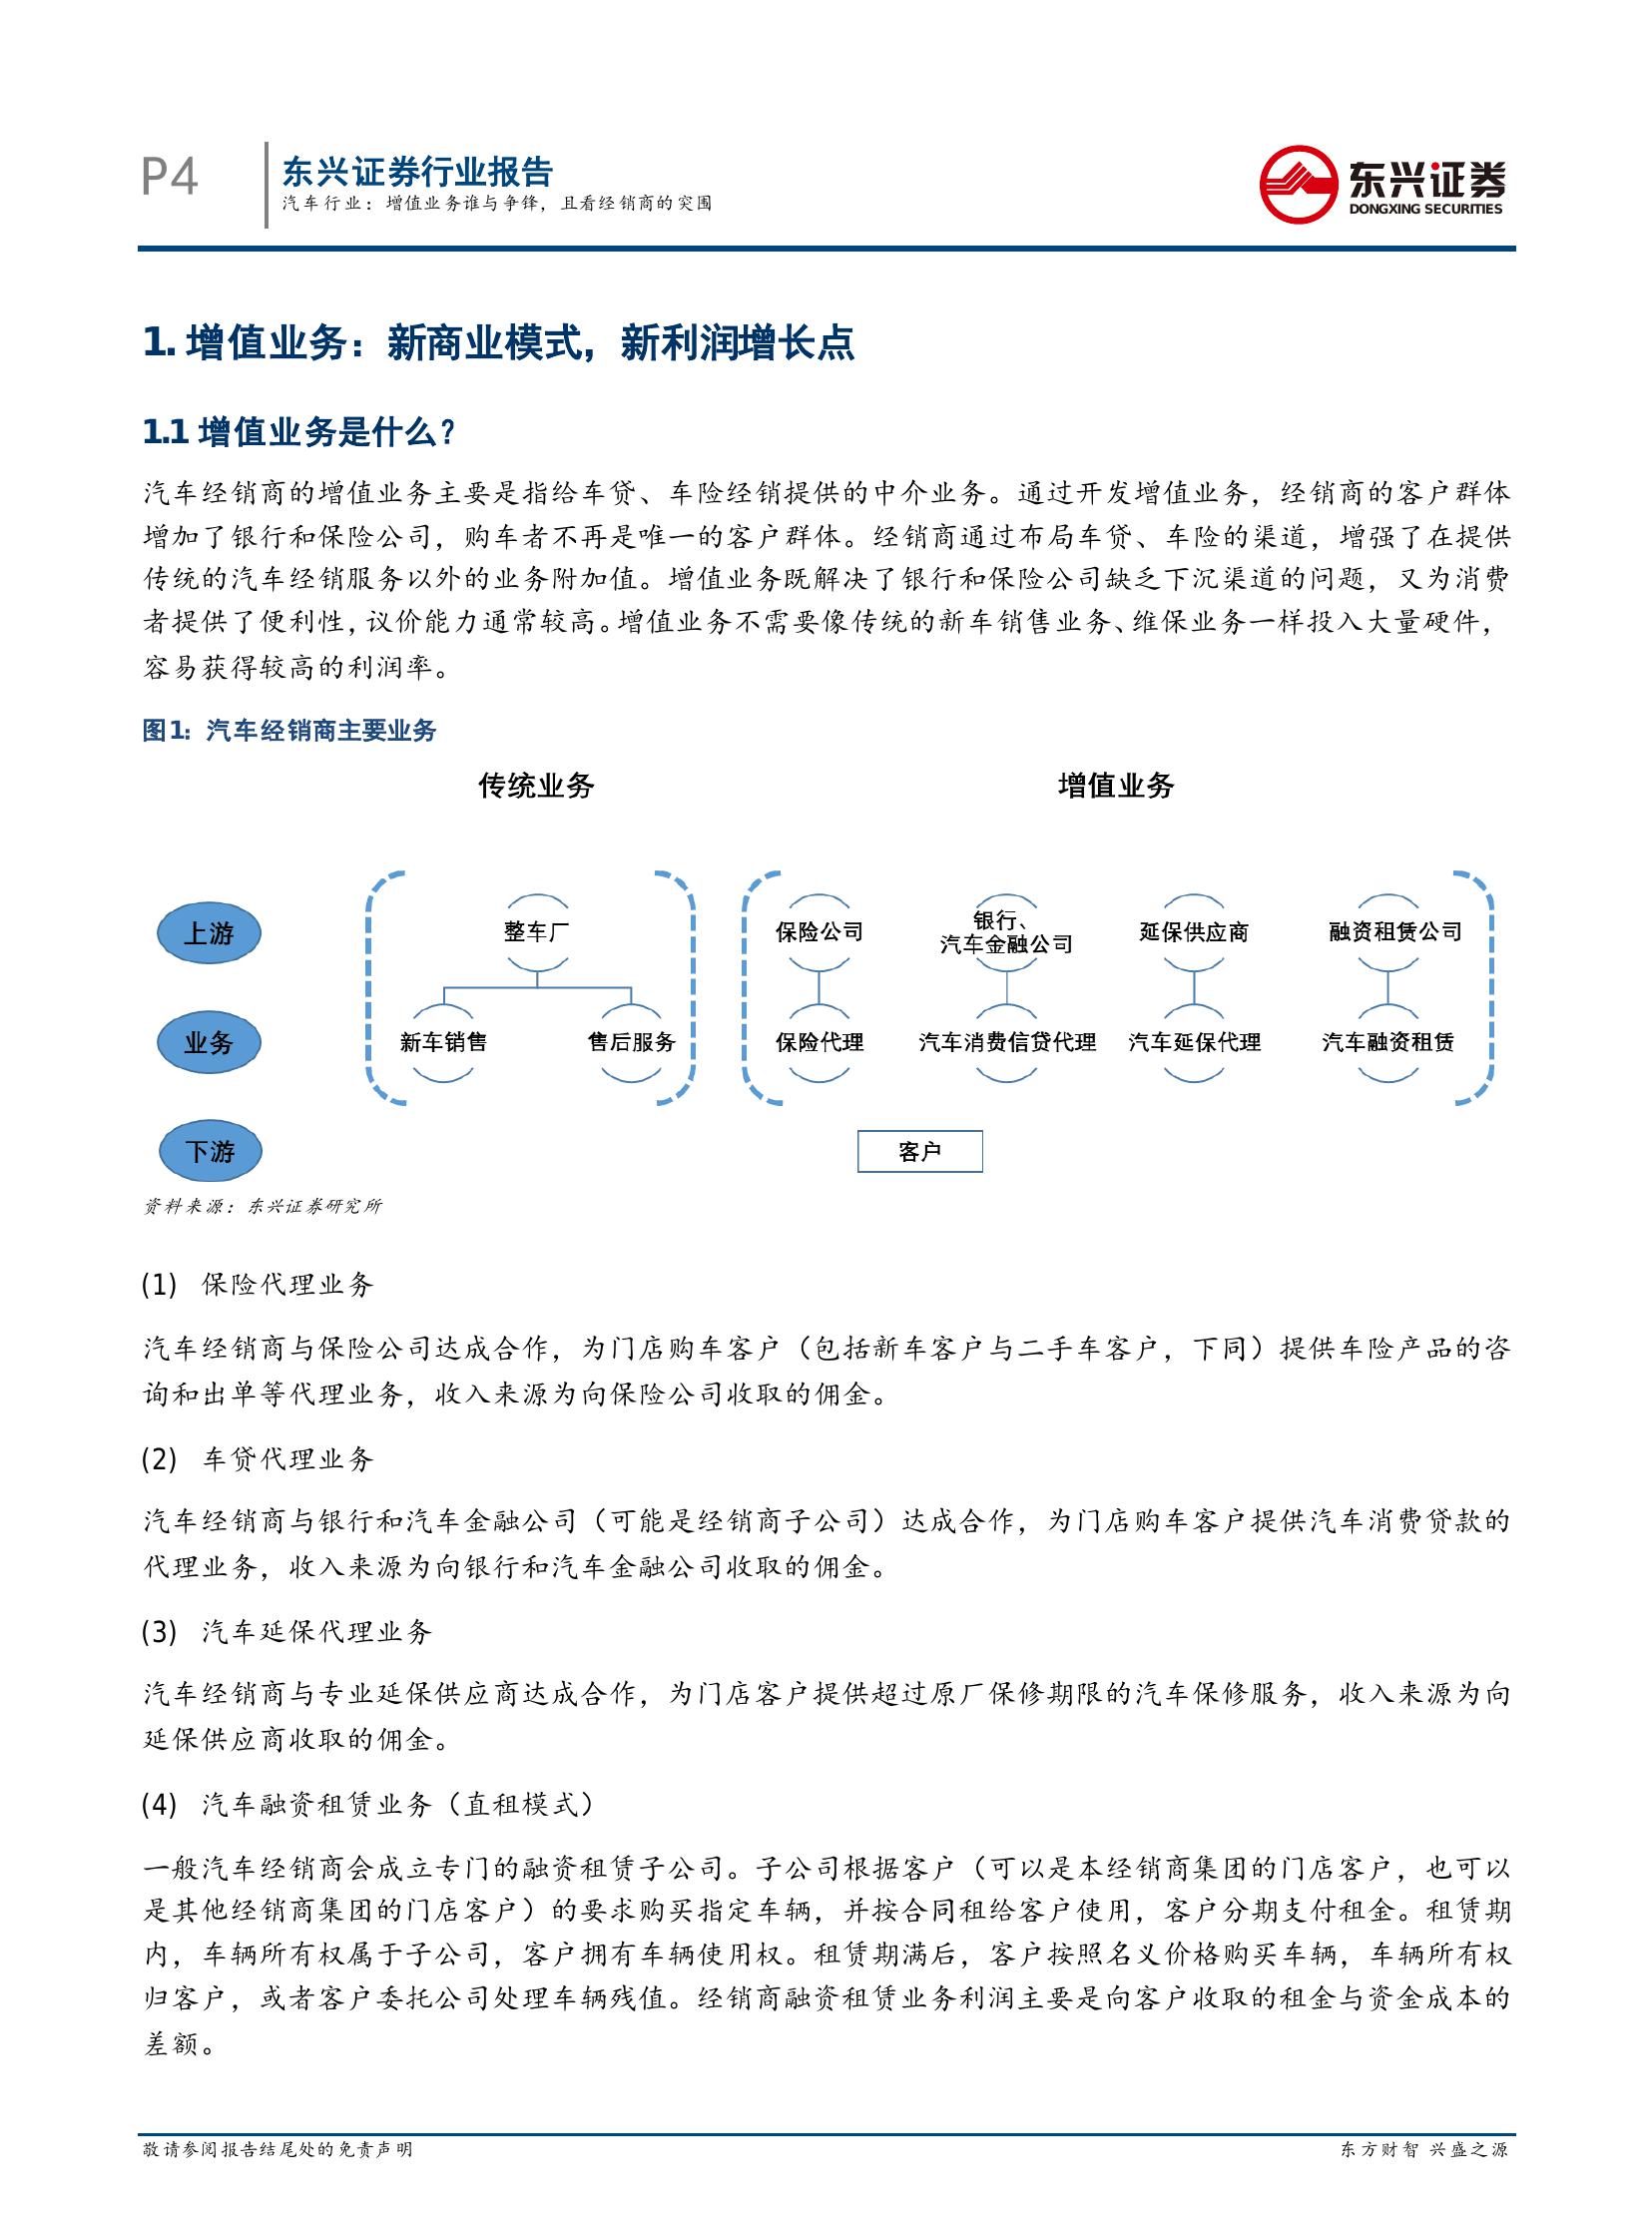 P4
东兴证券行业报告
汽车行业：增值业务谁与争锋，且看经销商的突围
东兴证券
DONGXING SECURITIES
1. 增值业务：新商业模式，新利润增长点
1.1 增值业务是什么？
汽车经销商的增值业务主要是指给车贷、车险经销提供的中介业务。通过开发增值业务，经销商的客户群体
增加了银行和保险公司，购车者不再是唯一的客户群体。经销商通过布局车贷、车险的渠道，增强了在提供
传统的汽车经销服务以外的业务附加值。增值业务既解决了银行和保险公司缺乏下沉渠道的问题，又为消费
者提供了便利性，议价能力通常较高。增值业务不需要像传统的新车销售业务、维保业务一样投入大量硬件，
容易获得较高的利润率。
图1：汽车经销商主要业务
传统业务 增值业务
上游 整车厂 保险公司 银行、
汽车金融公司 延保供应商 融资租赁公司
业务 新车销售 售后服务 保险代理 汽车消费信贷代理 汽车延保代理 汽车融资租赁
下游 客户
资料来源：东兴证券研究所
(1) 保险代理业务
汽车经销商与保险公司达成合作，为门店购车客户（包括新车客户与二手车客户，下同）提供车险产品的咨
询和出单等代理业务，收入来源为向保险公司收取的佣金。
(2) 车贷代理业务
汽车经销商与银行和汽车金融公司（可能是经销商子公司）达成合作，为门店购车客户提供汽车消费贷款的
代理业务，收入来源为向银行和汽车金融公司收取的佣金。
(3) 汽车延保代理业务
汽车经销商与专业延保供应商达成合作，为门店客户提供超过原厂保修期限的汽车保修服务，收入来源为向
延保供应商收取的佣金。
(4) 汽车融资租赁业务（直租模式）
一般汽车经销商会成立专门的融资租赁子公司。子公司根据客户（可以是本经销商集团的门店客户，也可以
是其他经销商集团的门店客户）的要求购买指定车辆，并按合同租给客户使用，客户分期支付租金。租赁期
内，车辆所有权属于子公司，客户拥有车辆使用权。租赁期满后，客户按照名义价格购买车辆，车辆所有权
归客户，或者客户委托公司处理车辆残值。经销商融资租赁业务利润主要是向客户收取的租金与资金成本的
差额。
敬请参阅报告结尾处的免责声明
东方财智 兴盛之源